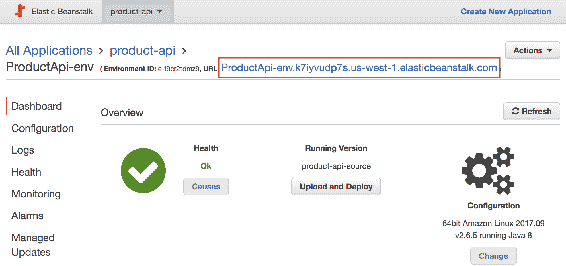 Elastic Beanstalk product-api Create New Application
All Applications > product-api > Actions
ProductApi-env ( Environment ID: URL ProductApi-env.k7iyvudp7s.us-west-1.elasticbeanstalk.com
Dashboard
Configuration
Logs
Health
Monitoring
Alarms
Managed
Updates
Overview
Refresh
Health
Ok
Causes
Running Version
product-api-source
Upload and Deploy
Configuration
64bit Amazon Linux 2017.09
v2.6.5 running Java 8
Change